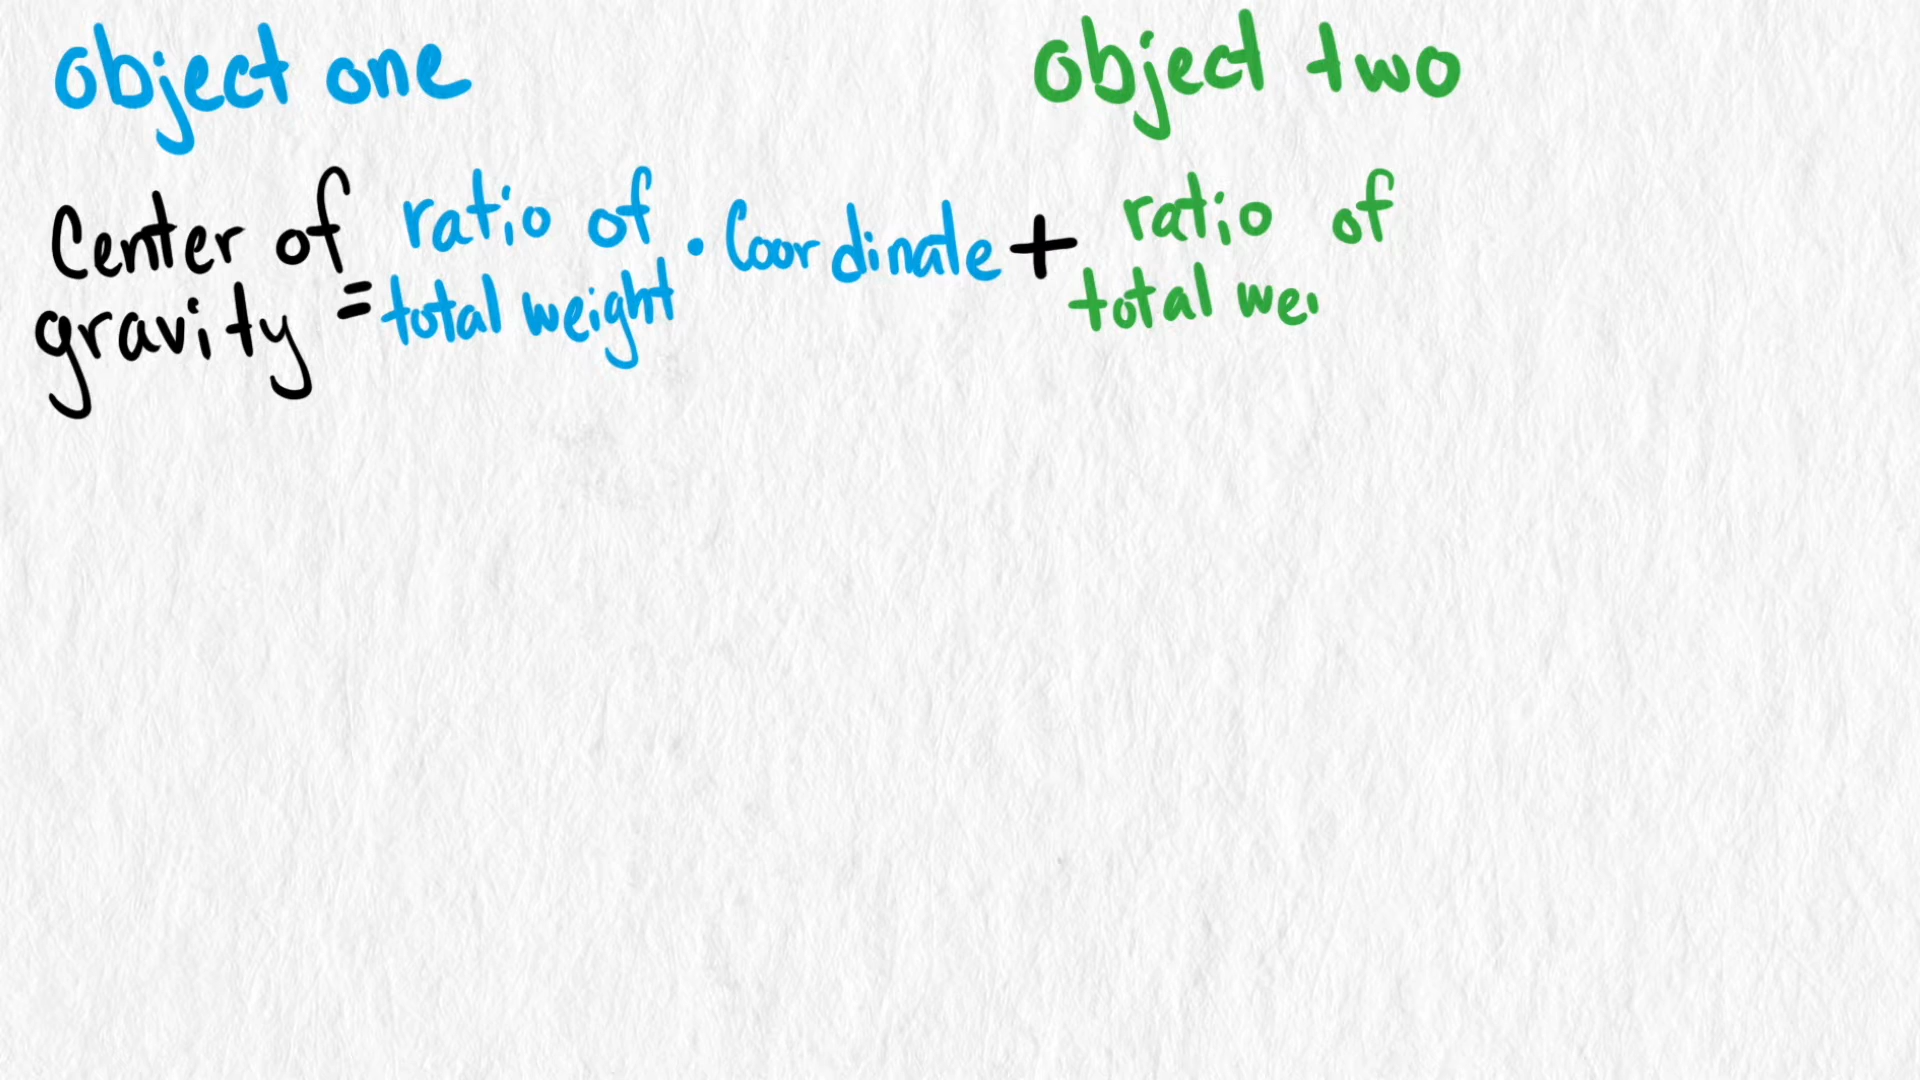 object one
object two
Center of gravity = ratio of total weight · Coordinate + ratio of total wei